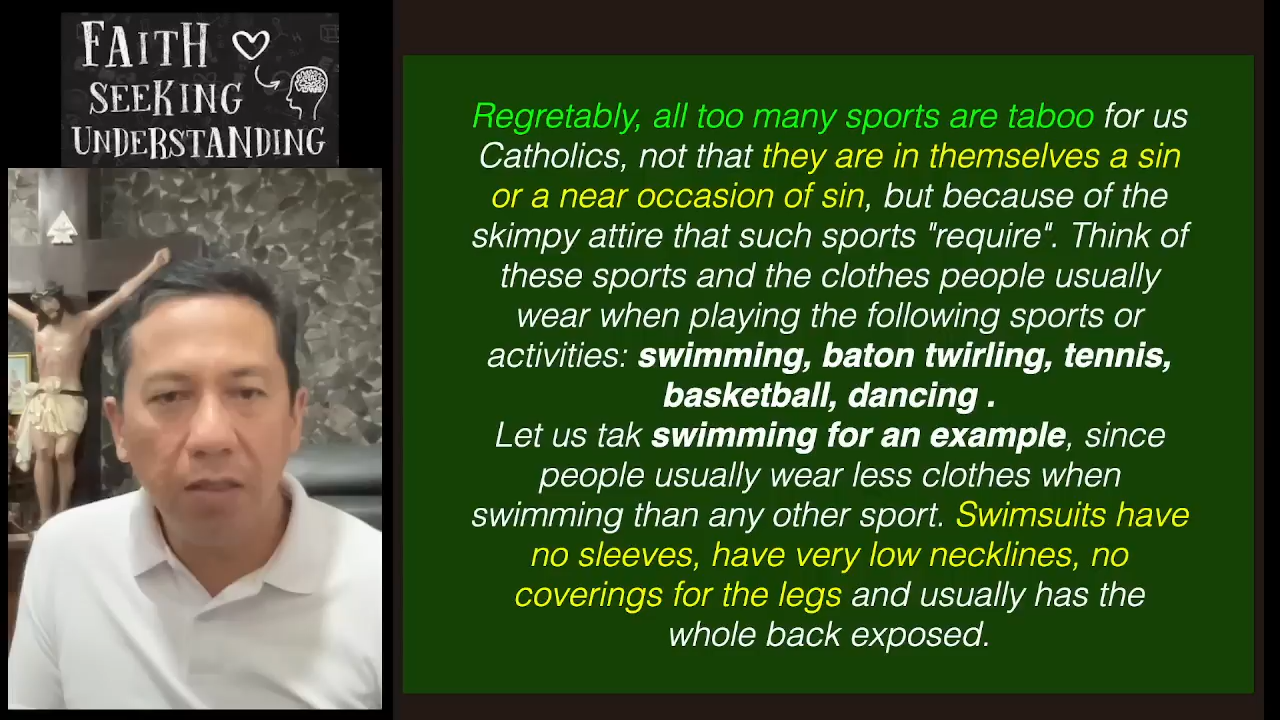 FAITH
SEEKING
UNDERSTANDING
Regretably, all too many sports are taboo for us
Catholics, not that they are in themselves a sin
or a near occasion of sin, but because of the
skimpy attire that such sports "require". Think of
these sports and the clothes people usually
wear when playing the following sports or
activities: swimming, baton twirling, tennis,
basketball, dancing .
Let us tak swimming for an example, since
people usually wear less clothes when
swimming than any other sport. Swimsuits have
no sleeves, have very low necklines, no
coverings for the legs and usually has the
whole back exposed.